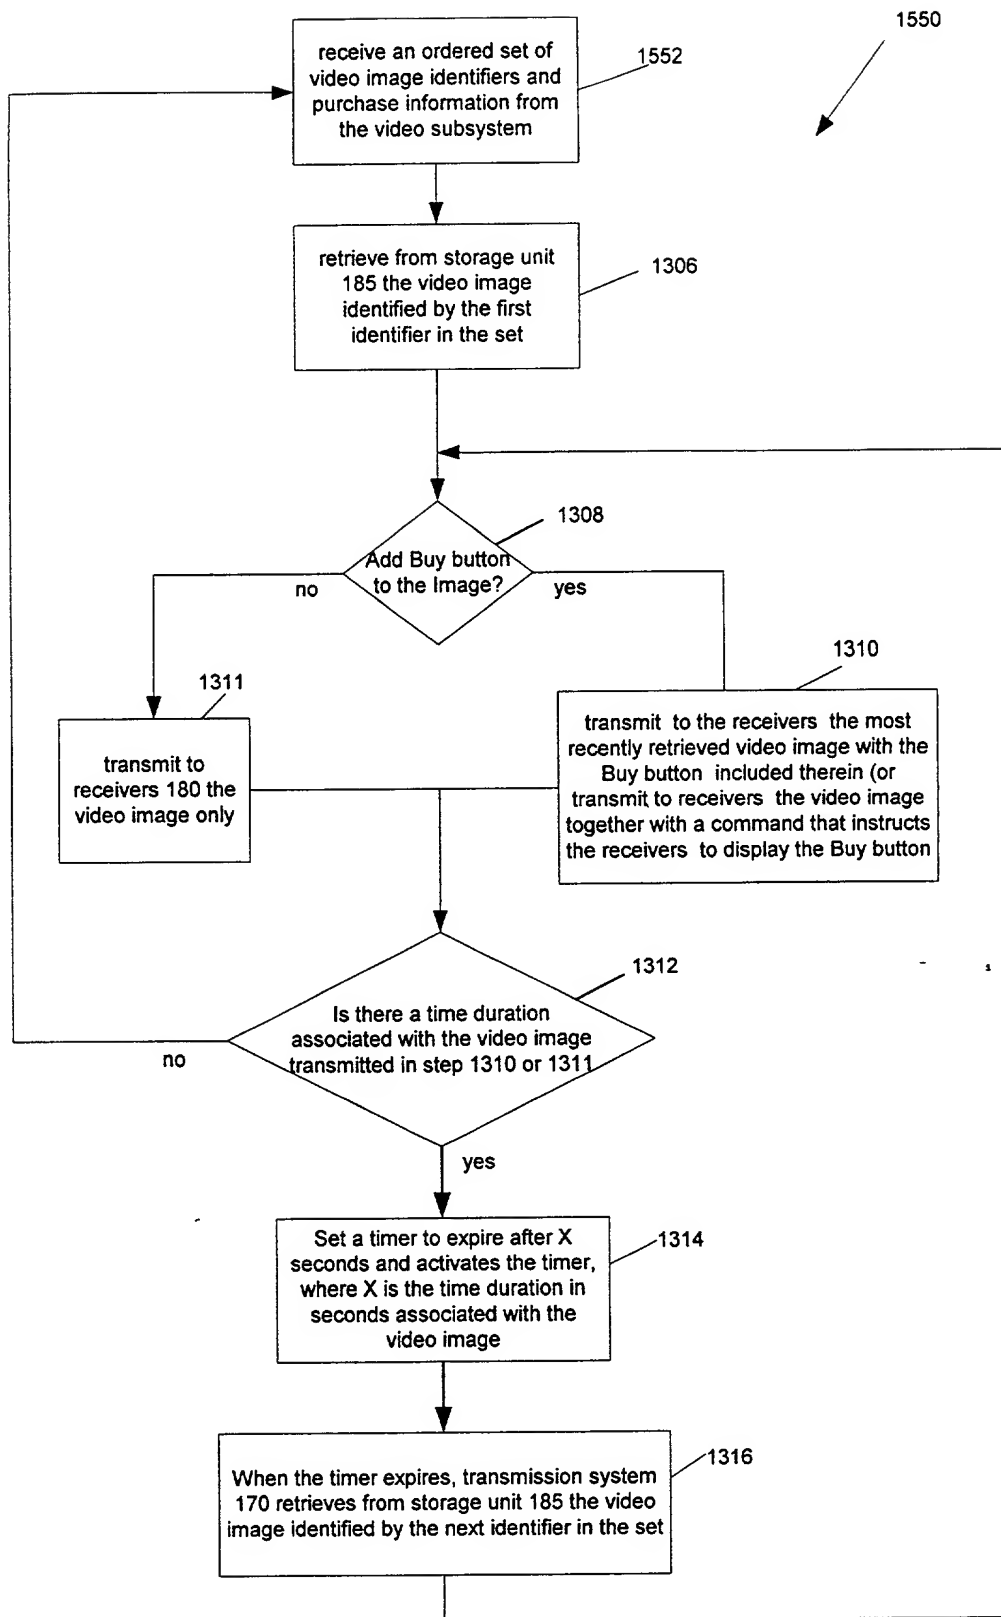 1550
receive an ordered set of
video image identifiers and
purchase information from
the video subsystem
1552
retrieve from storage unit
185 the video image
identified by the first
identifier in the set
1306
1308
Add Buy button
to the Image?
no
yes
1310
1311
transmit to
receivers 180 the
video image only
transmit to the receivers the most
recently retrieved video image with the
Buy button included therein (or
transmit to receivers the video image
together with a command that instructs
the receivers to display the Buy button
1312
Is there a time duration
associated with the video image
transmitted in step 1310 or 1311
no
yes
Set a timer to expire after X
seconds and activates the timer,
where X is the time duration in
seconds associated with the
video image
1314
When the timer expires, transmission system
170 retrieves from storage unit 185 the video
image identified by the next identifier in the set
1316